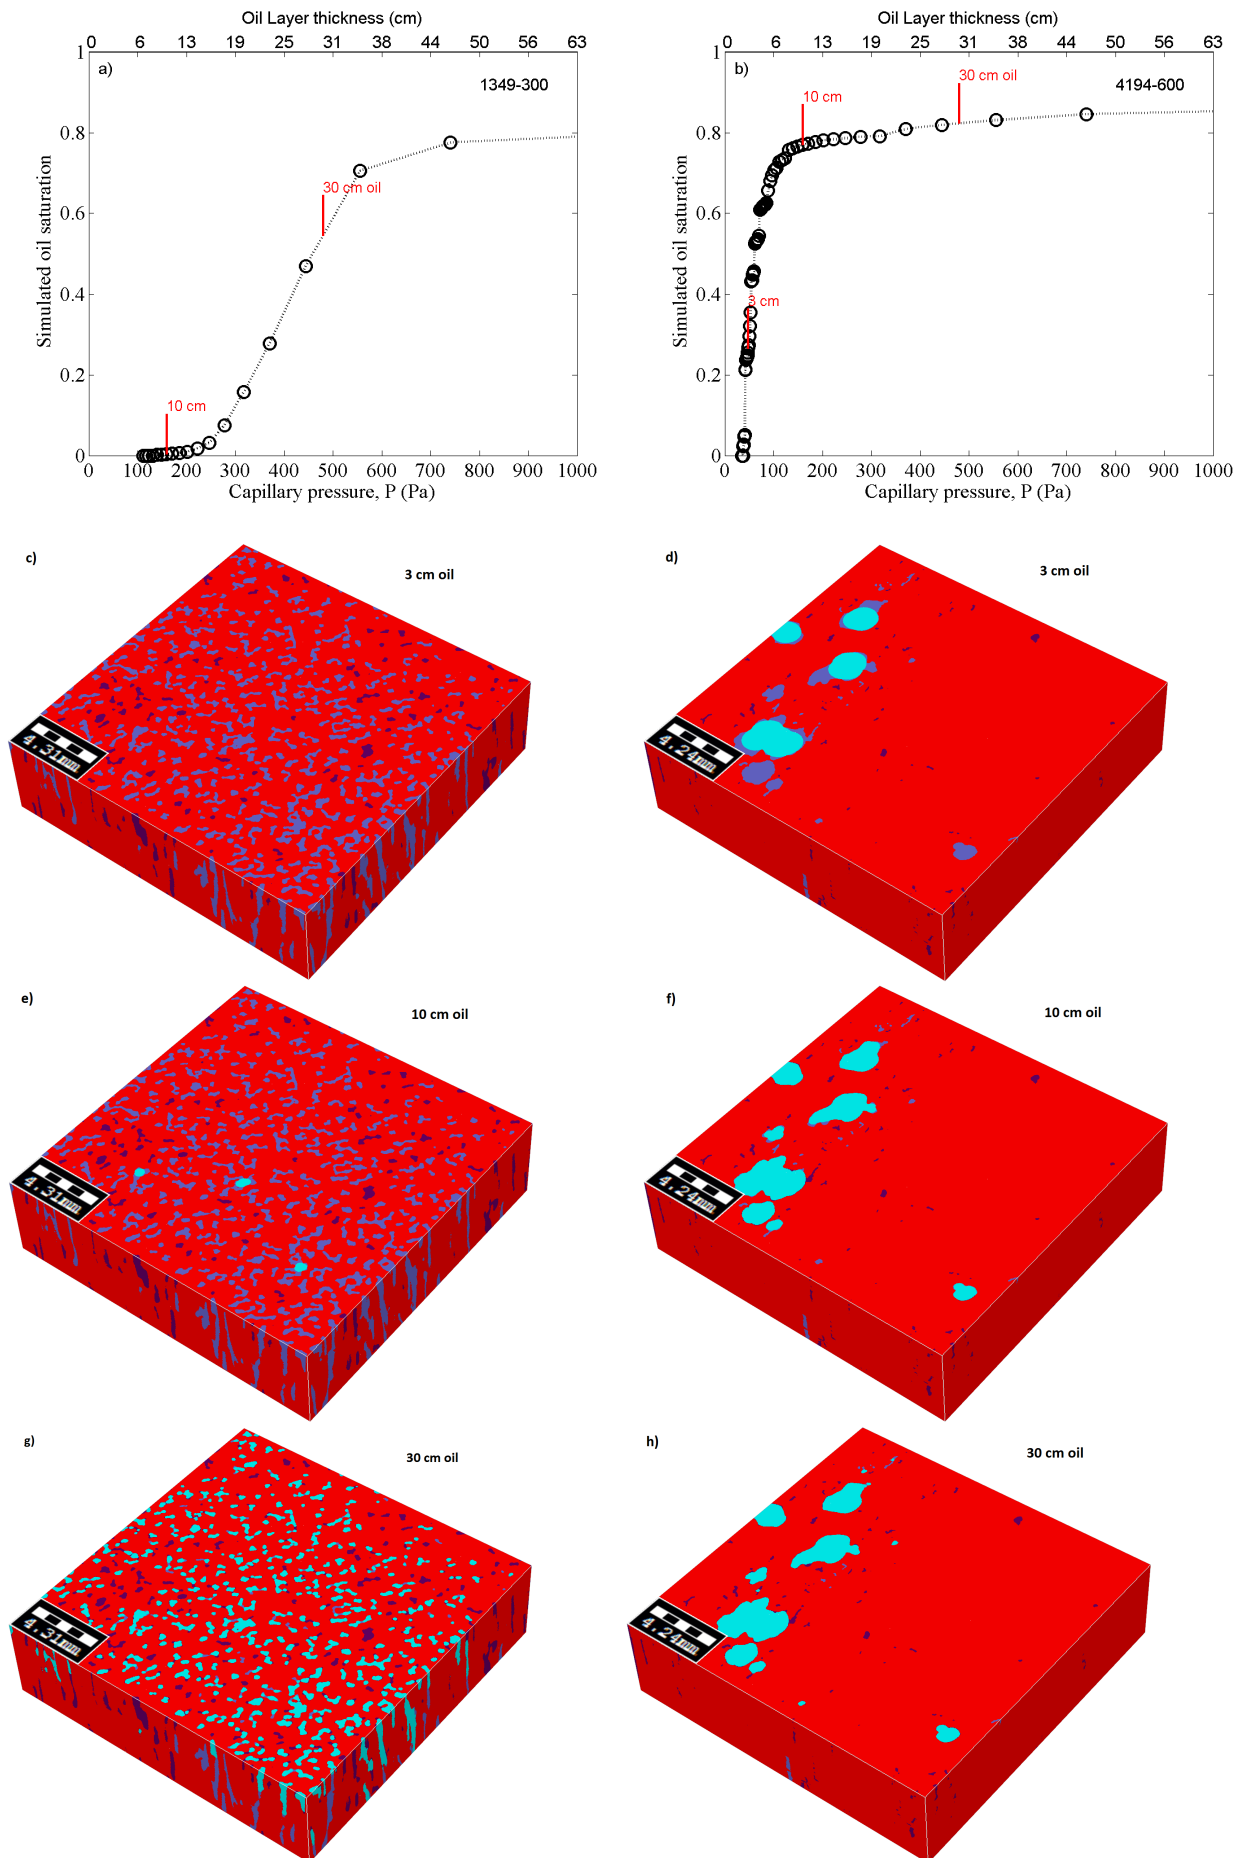 Oil Layer thickness (cm)
0 6 13 19 25 31 38 44 50 56 63
a)
1349-300
1
0.8
0.6
0.4
0.2
0
Simulated oil saturation
30 cm oil
10 cm
0 100 200 300 400 500 600 700 800 900 1000
Capillary pressure, P (Pa)
Oil Layer thickness (cm)
0 6 13 19 25 31 38 44 50 56 63
b)
4194-600
1
0.8
0.6
0.4
0.2
0
Simulated oil saturation
30 cm oil
10 cm
3 cm
0 100 200 300 400 500 600 700 800 900 1000
Capillary pressure, P (Pa)
c)
3 cm oil
4.31mm
d)
3 cm oil
4.24mm
e)
10 cm oil
4.31mm
f)
10 cm oil
4.24mm
g)
30 cm oil
4.31mm
h)
30 cm oil
4.24mm